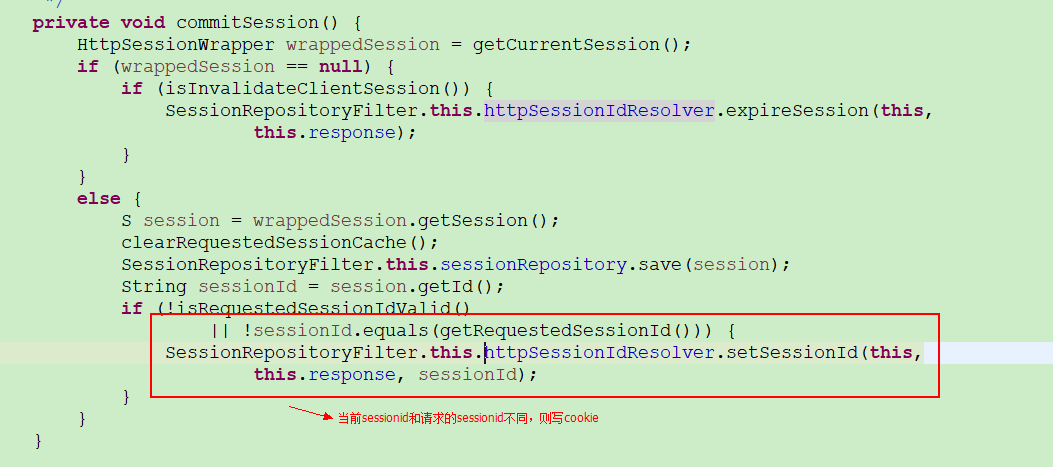 */
private void commitSession() {
HttpSessionWrapper wrappedSession = getCurrentSession();
if (wrappedSession == null) {
if (isInvalidateClientSession()) {
SessionRepositoryFilter.this.httpSessionIdResolver.expireSession(this,
this.response);
}
}
else {
S session = wrappedSession.getSession();
clearRequestedSessionCache();
SessionRepositoryFilter.this.sessionRepository.save(session);
String sessionId = session.getId();
if (!isRequestedSessionIdValid()
|| !sessionId.equals(getRequestedSessionId())) {
SessionRepositoryFilter.this.httpSessionIdResolver.setSessionId(this,
this.response, sessionId);
}
当前sessionid和请求的sessionid不同，则写cookie
}
}